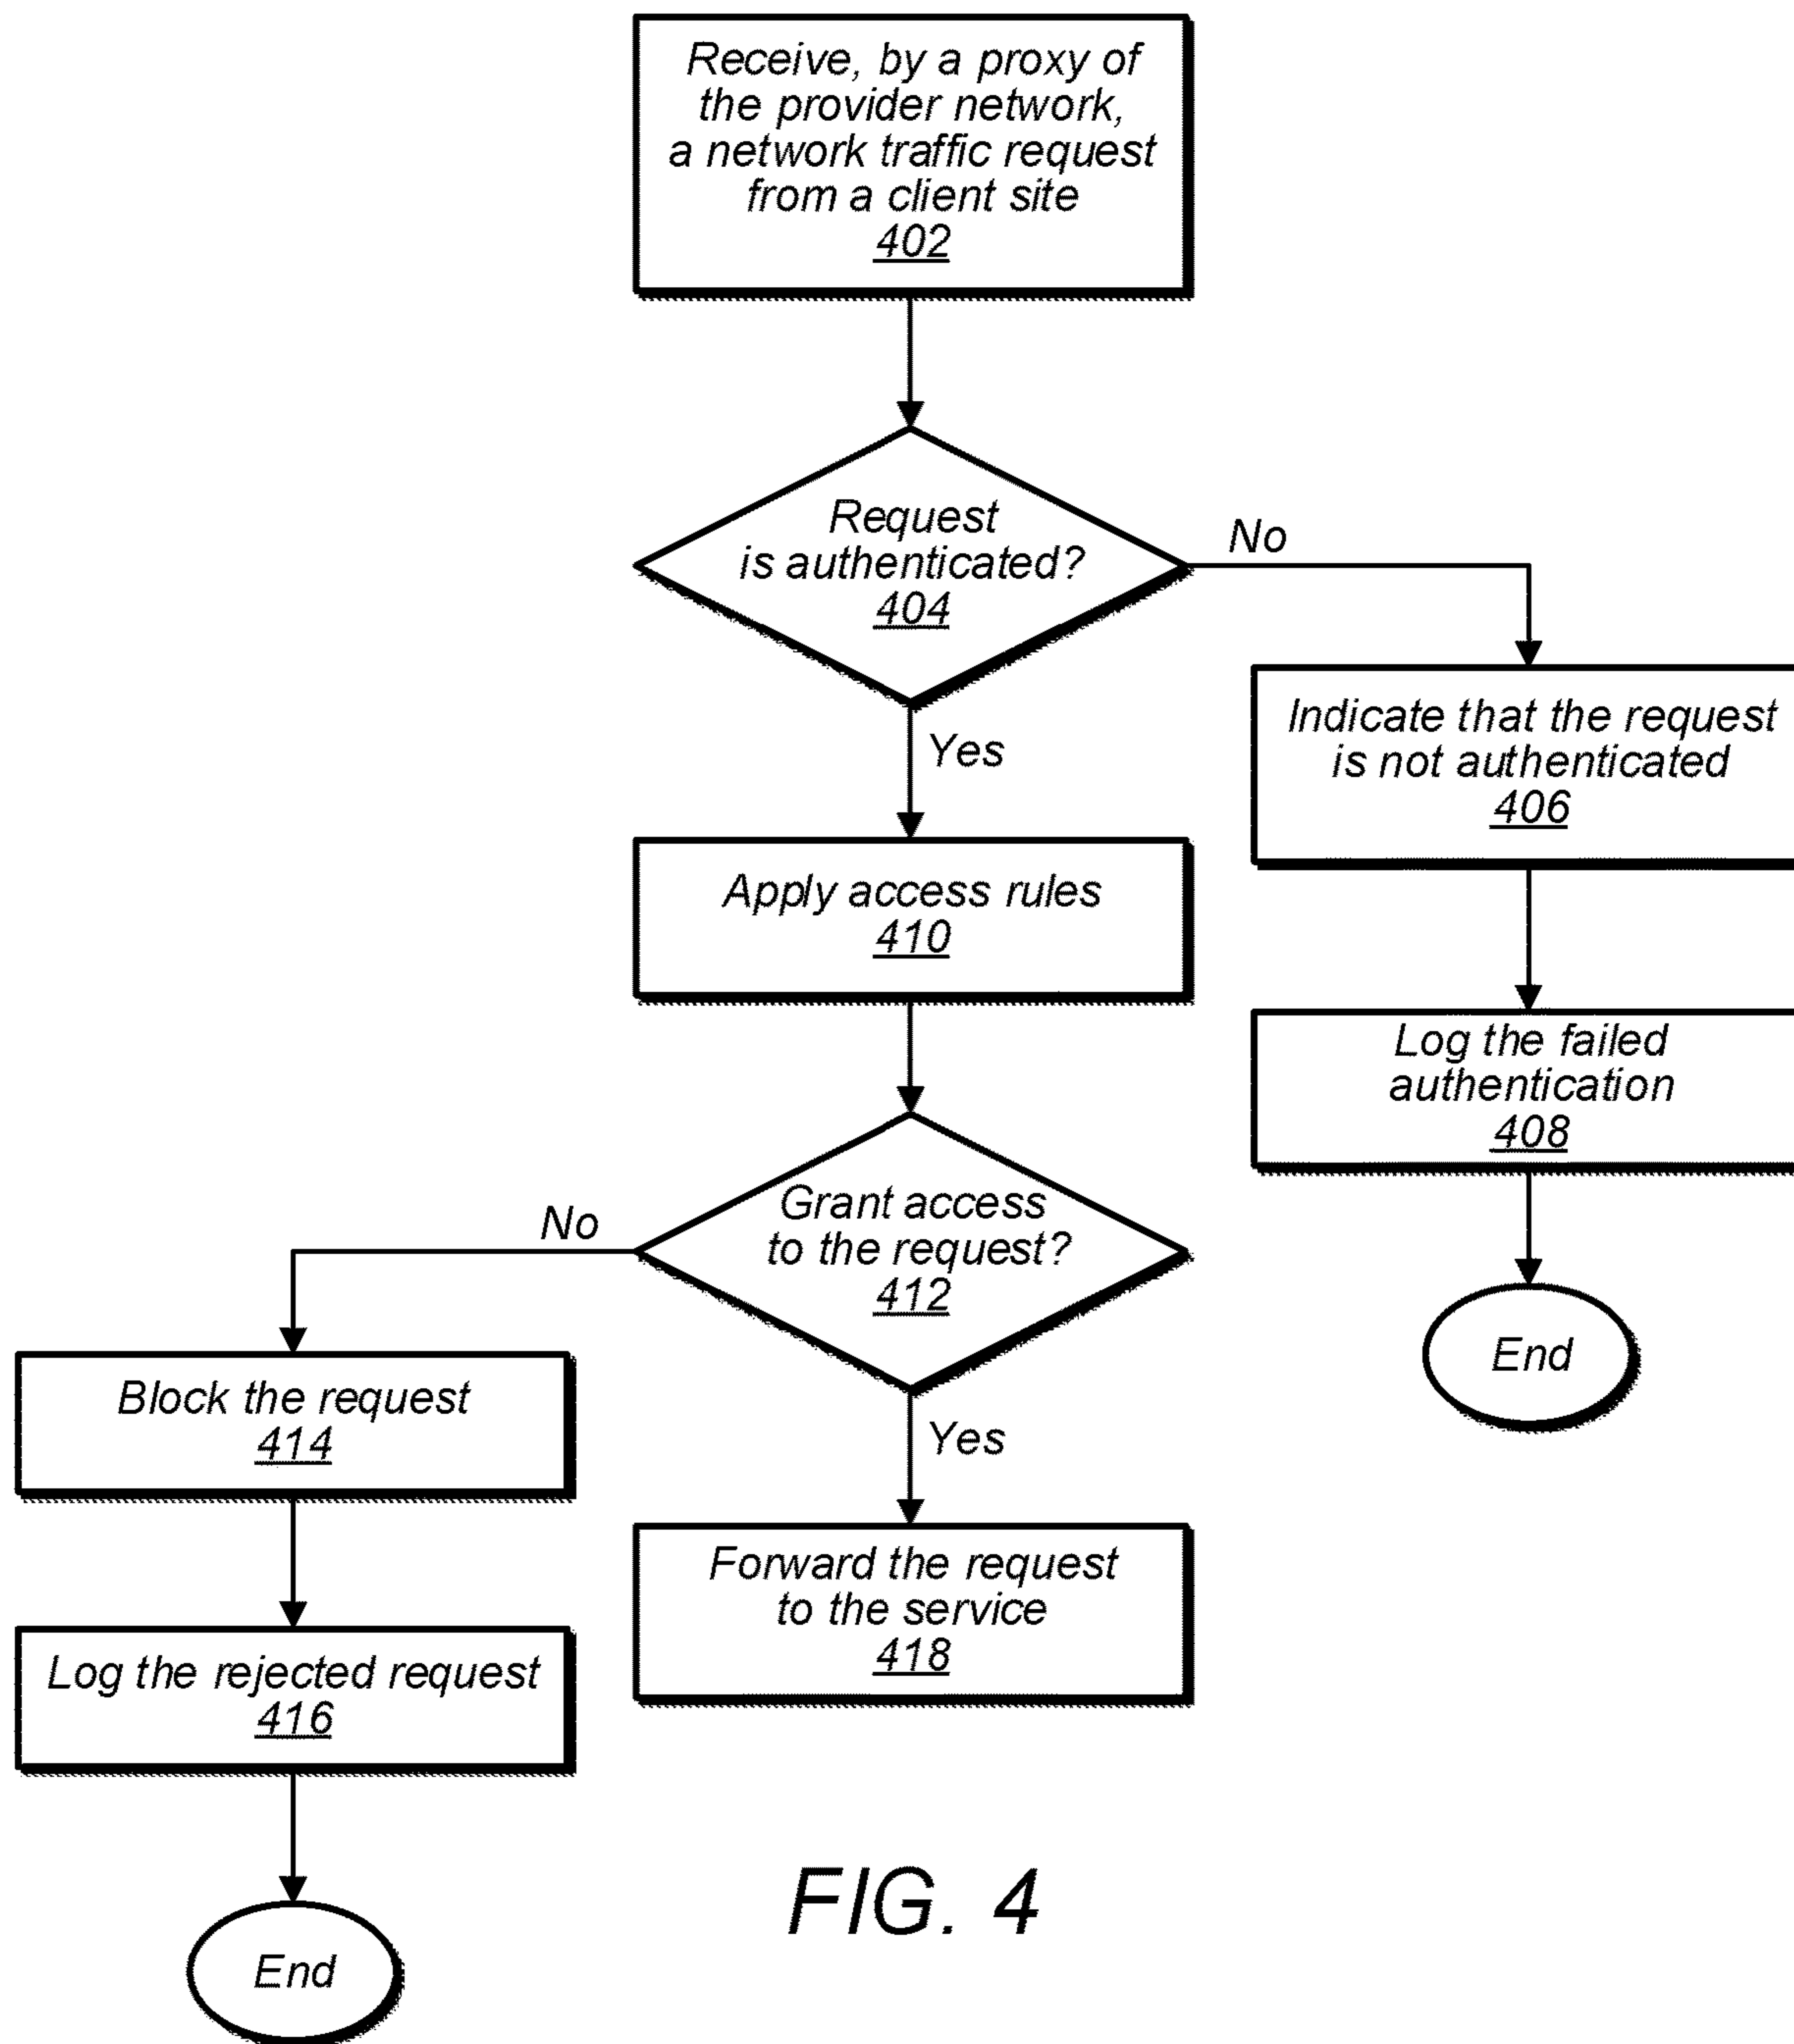 Receive, by a proxy of
the provider network,
a network traffic request
from a client site
402
Request
is authenticated?
404
No
Yes
Indicate that the request
is not authenticated
406
Apply access rules
410
Log the failed
authentication
408
Grant access
to the request?
412
No
Yes
End
Block the request
414
Forward the request
to the service
418
Log the rejected request
416
End
FIG. 4